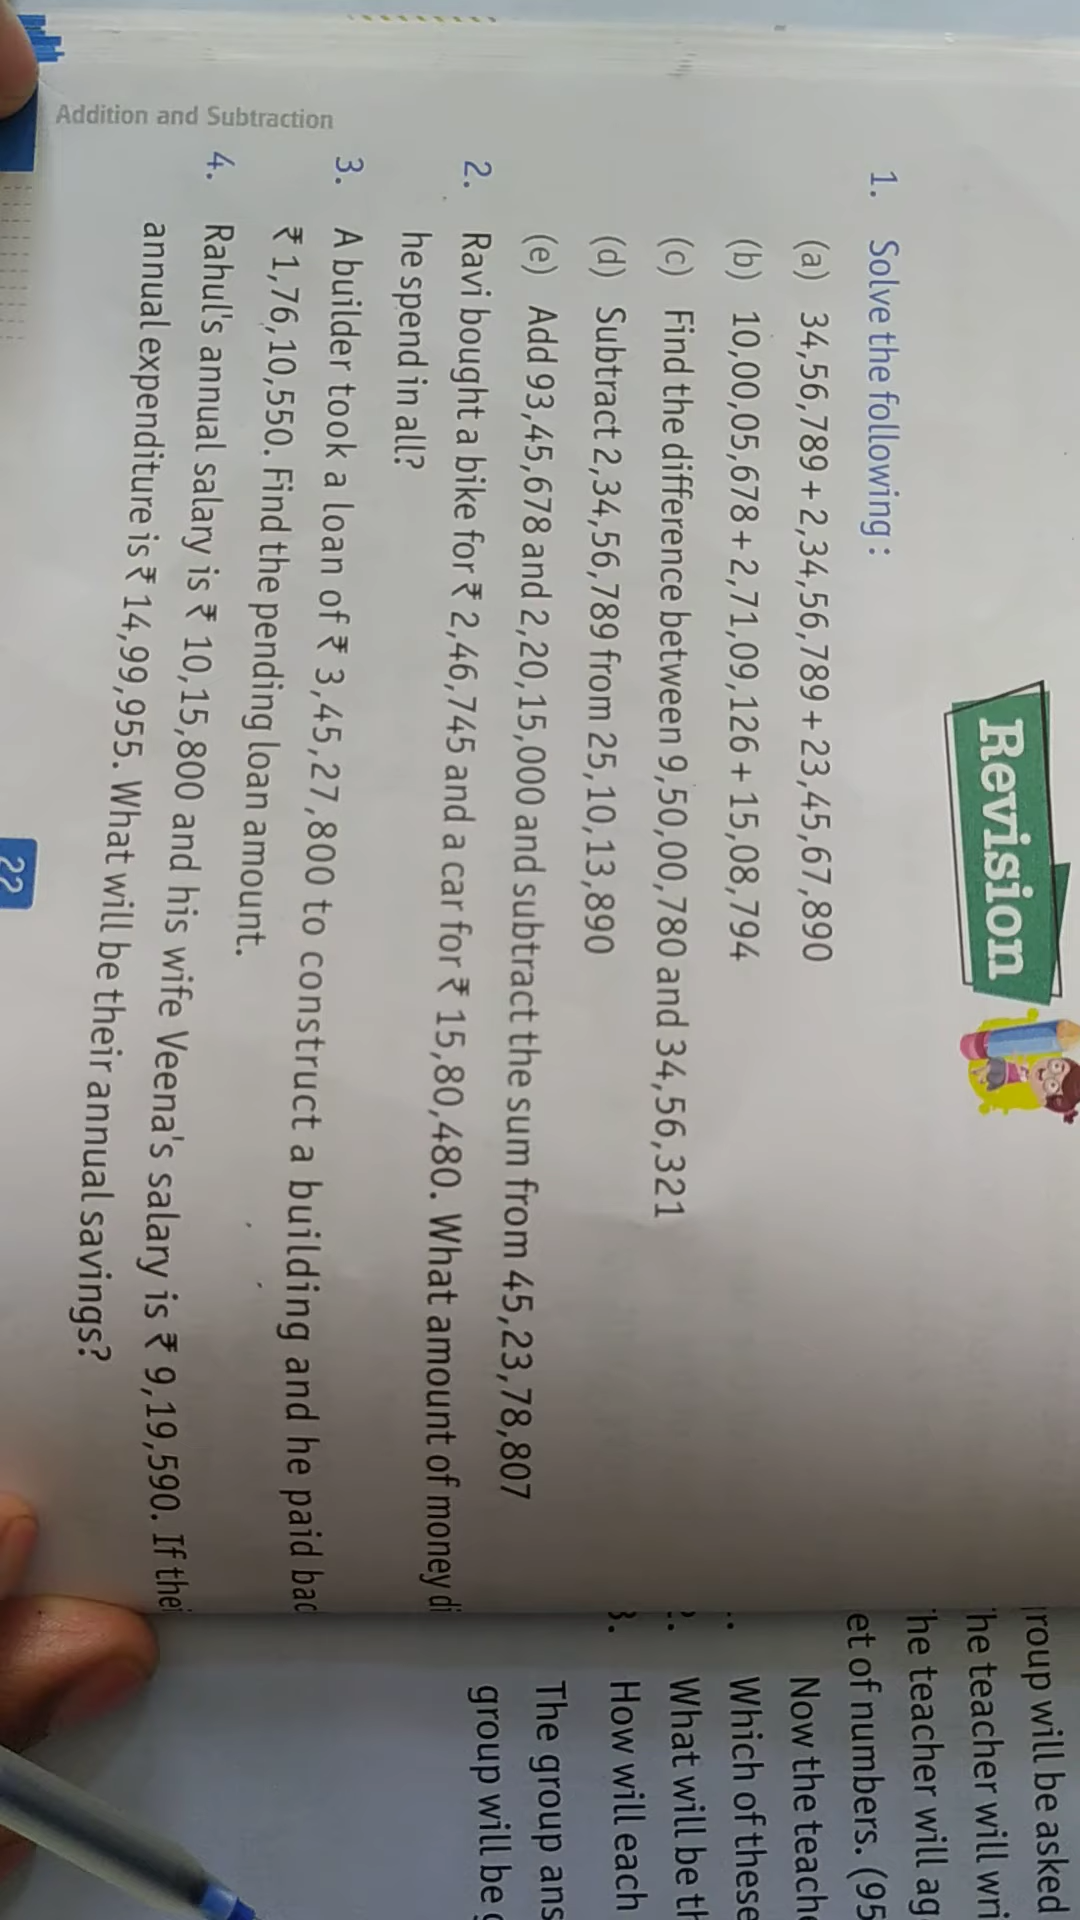 Revision
1. Solve the following :
(a) 34,56,789 + 2,34,56,789 + 23,45,67,890
(b) 10,00,05,678 + 2,71,09,126 + 15,08,794
(c) Find the difference between 9,50,00,780 and 34,56,321
(d) Subtract 2,34,56,789 from 25,10,13,890
(e) Add 93,45,678 and 2,20,15,000 and subtract the sum from 45,23,78,807
2. Ravi bought a bike for ₹ 2,46,745 and a car for ₹ 15,80,480. What amount of money
he spend in all?
3. A builder took a loan of ₹ 3,45,27,800 to construct a building and he paid
₹ 1,76,10,550. Find the pending loan amount.
4. Rahul's annual salary is ₹ 10,15,800 and his wife Veena's salary is ₹ 9,19,590. If
annual expenditure is ₹ 14,99,955. What will be their annual savings?
Addition and Subtraction
22
group will be asked
The teacher will
The teacher will
et of numbers. (95
Now the
Which of these
What will be
3. How will each
The group
group will be